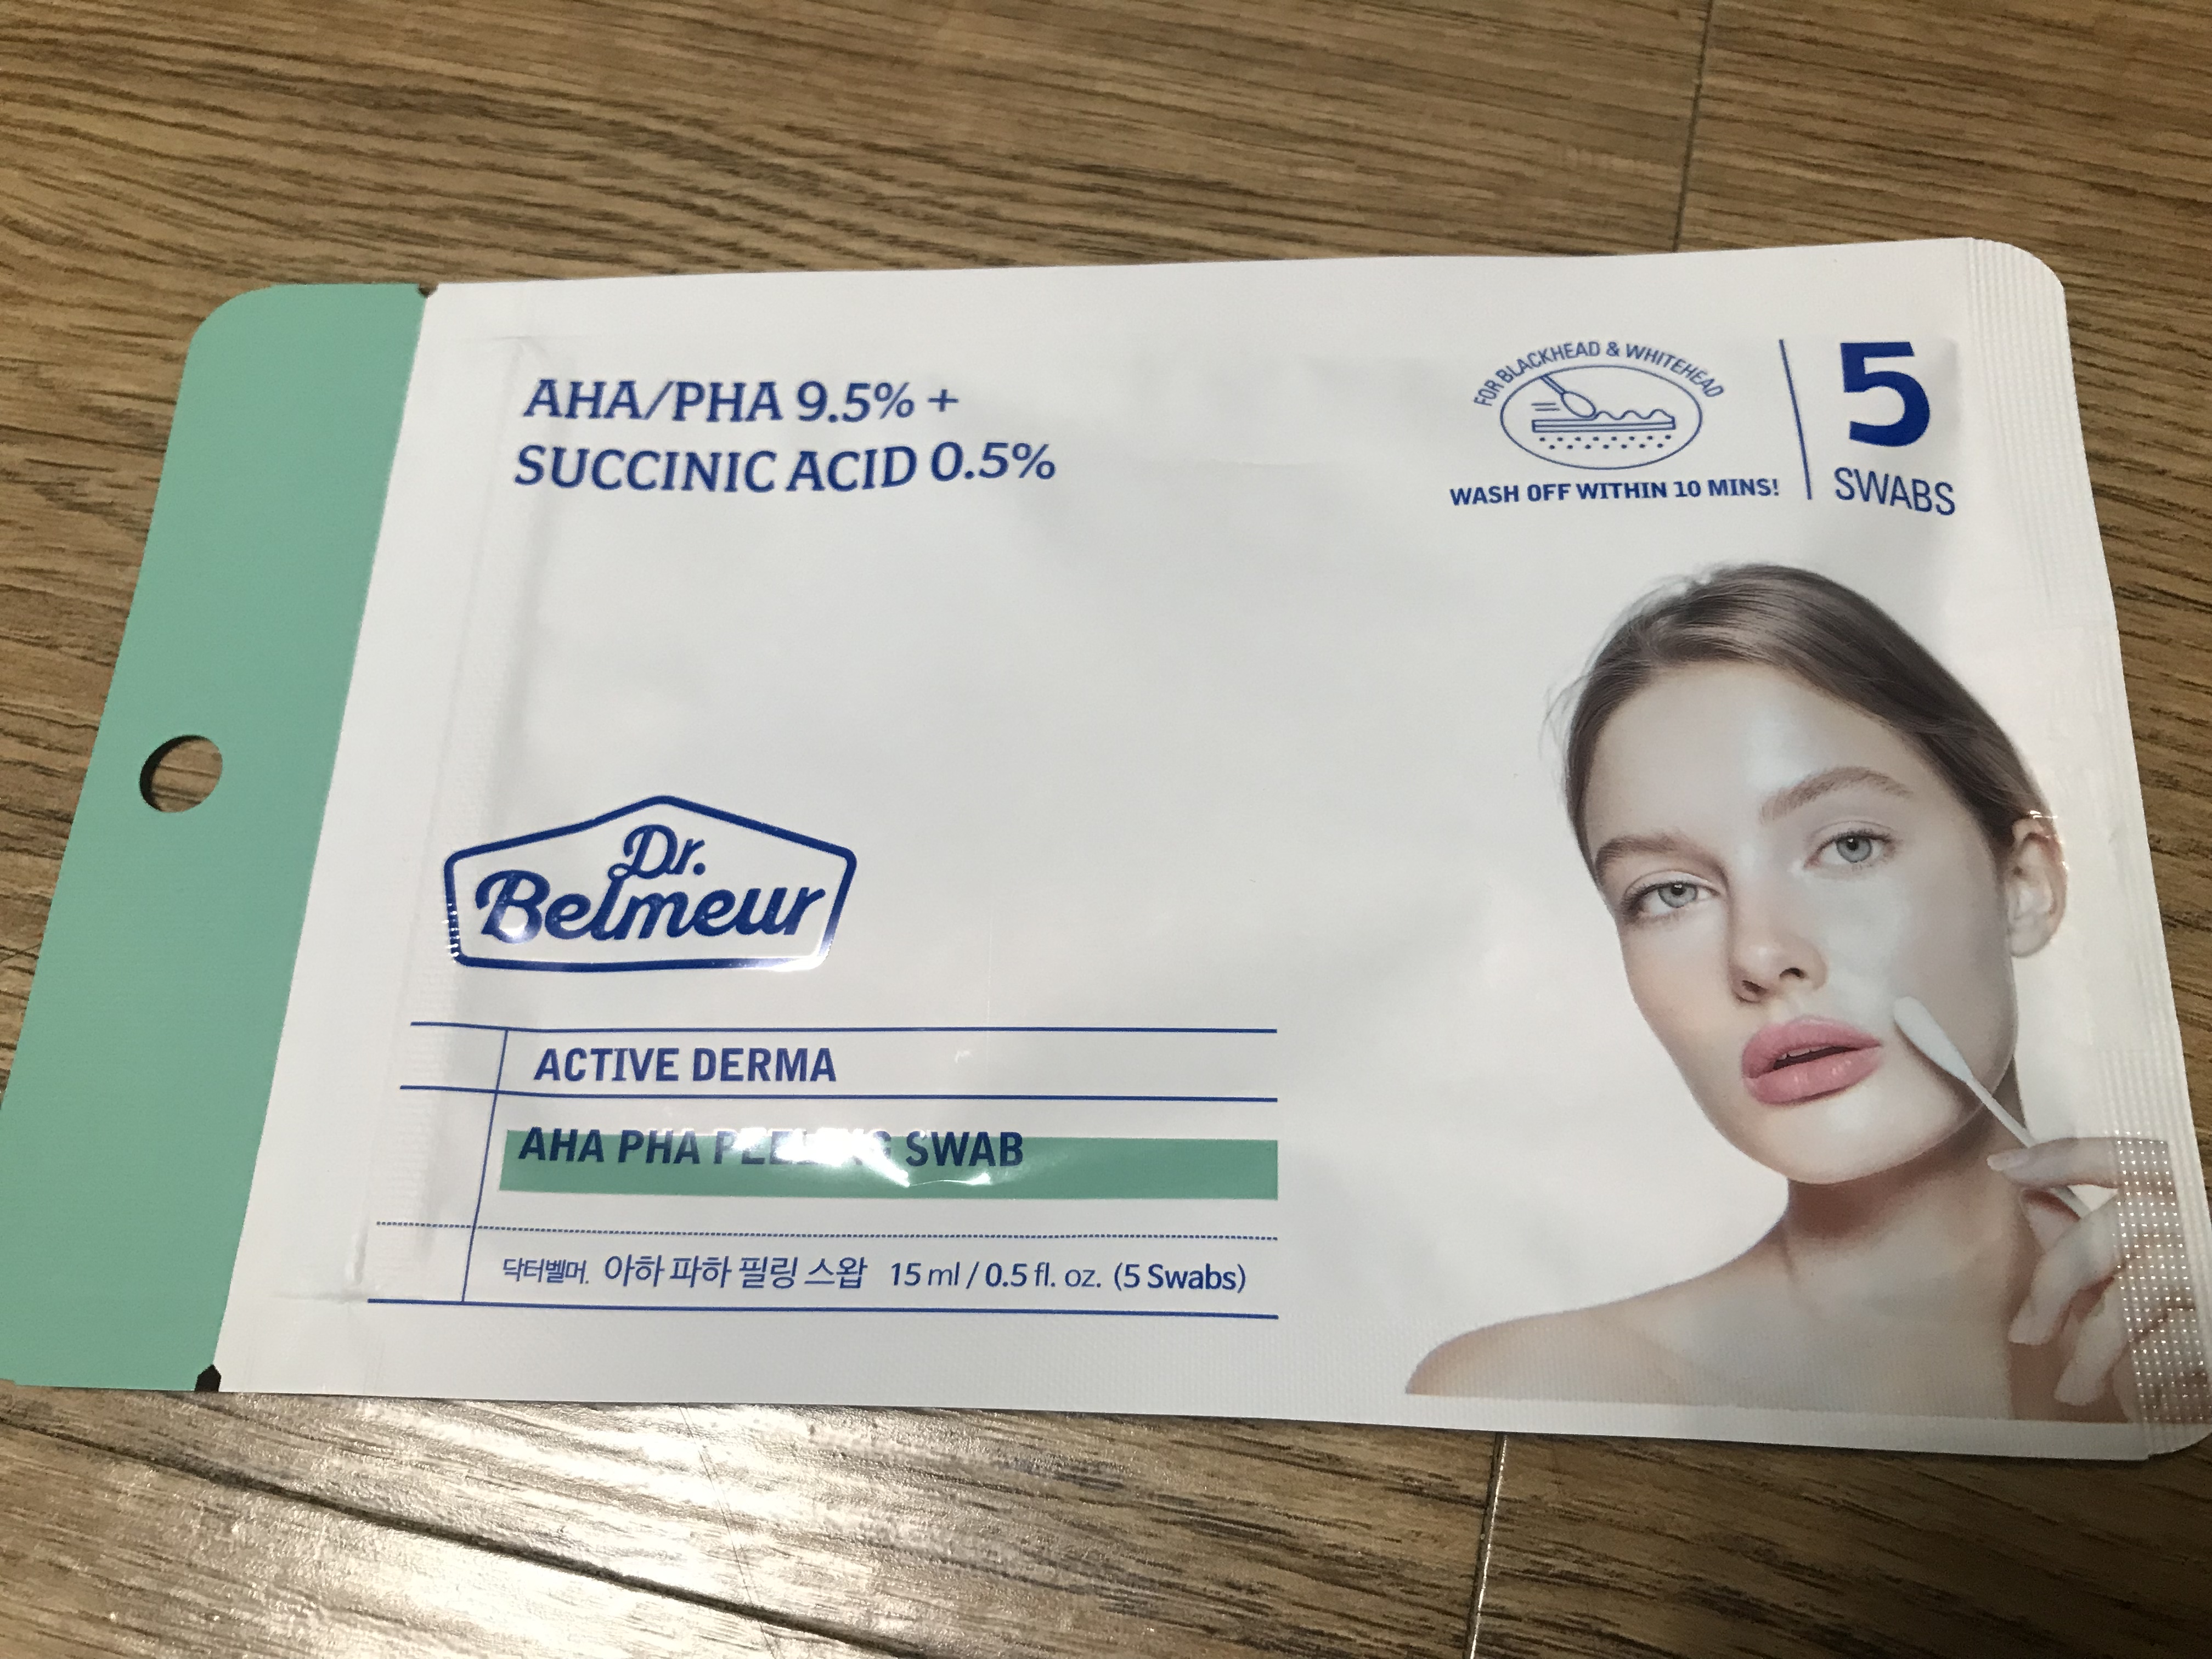 AHA/PHA 9.5% +
SUCCINIC ACID 0.5%
FOR BLACKHEAD & WHITEHEAD
WASH OFF WITHIN 10 MINS!
5
SWABS
Dr.
Belmeur
ACTIVE DERMA
AHA PHA PEELING SWAB
닥터벨머. 아하 파하 필링 스왑 15 ml / 0.5 fl. oz. (5 Swabs)